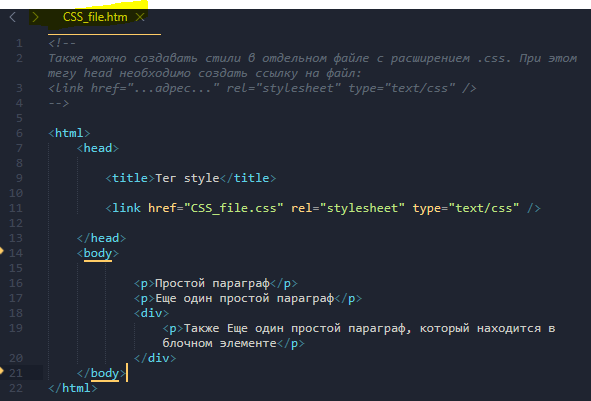 CSS_file.htm
1 <!--
2 Также можно создавать стили в отдельном файле с расширением .css. При этом
тегу head необходимо создать ссылку на файл:
3 <link href="...адрес..." rel="stylesheet" type="text/css" />
4 -->
5
6 <html>
7 <head>
8
9 <title>Тег style</title>
10
11 <link href="CSS_file.css" rel="stylesheet" type="text/css" />
12
13 </head>
14 <body>
15
16 <p>Простой параграф</p>
17 <p>Еще один простой параграф</p>
18 <div>
19 <p>Также Еще один простой параграф, который находится в
блочном элементе</p>
20 </div>
21 </body>
22 </html>